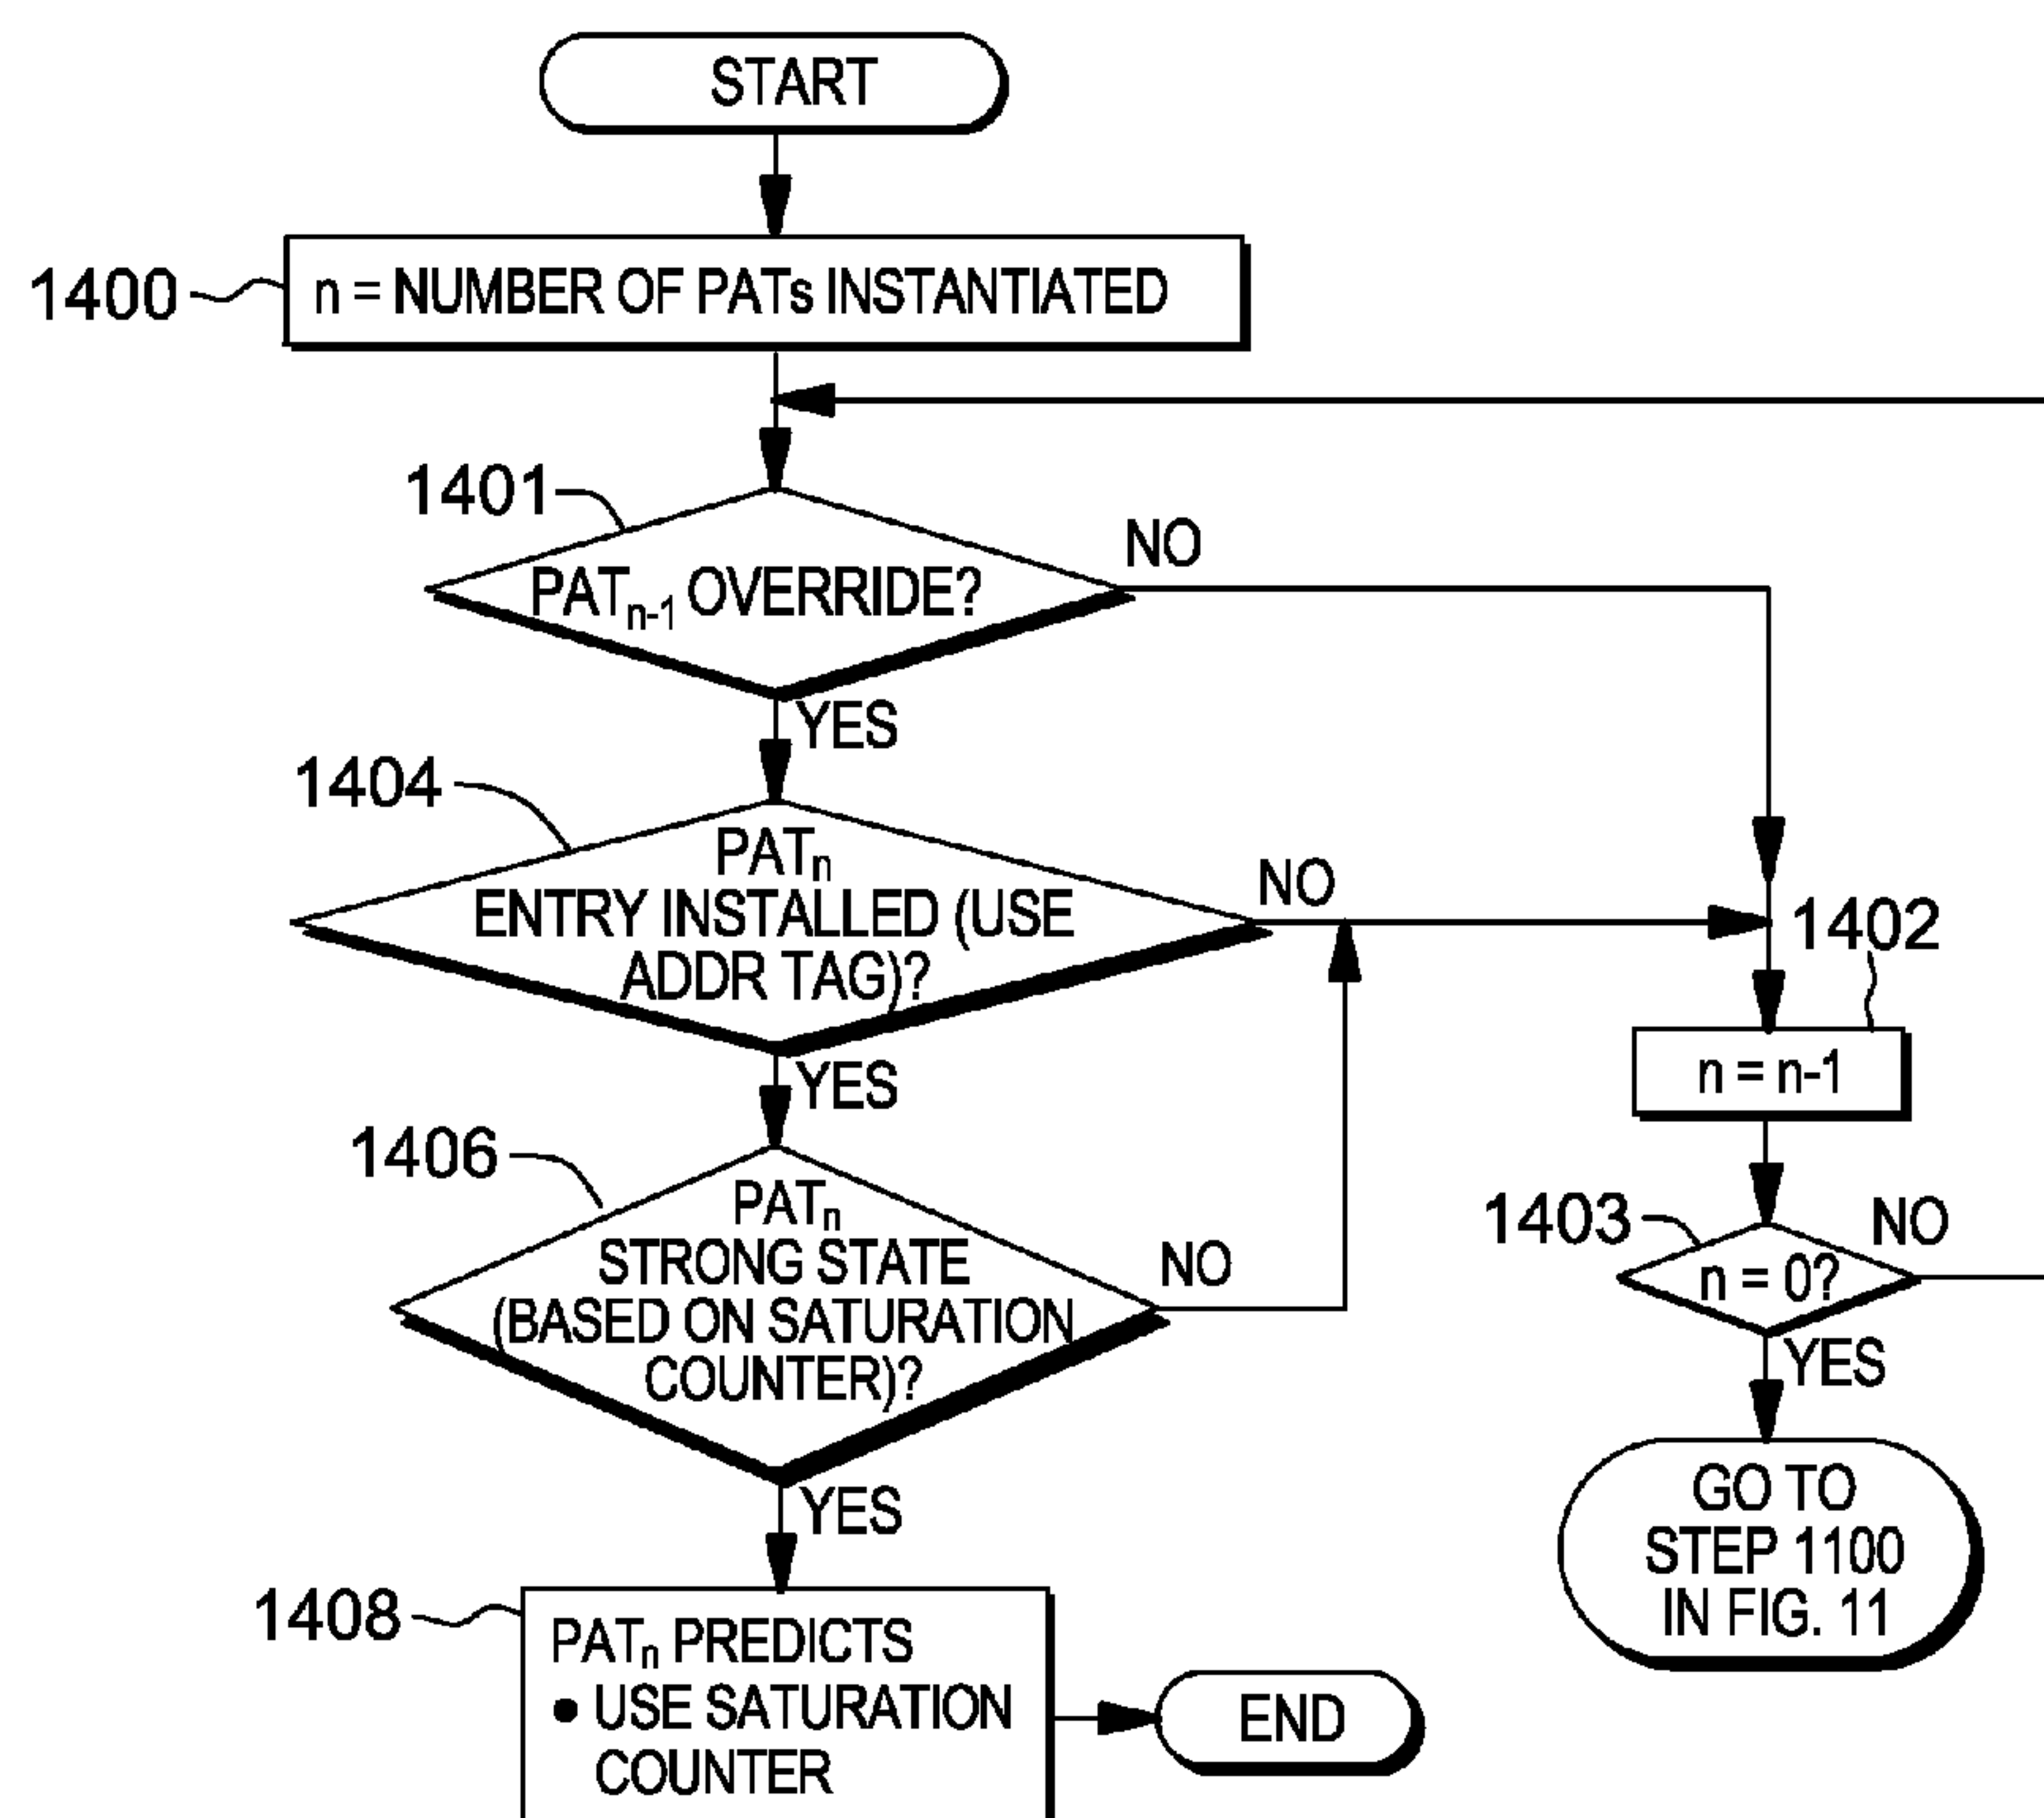 START
1400
n = NUMBER OF PATs INSTANTIATED
1401
PATn-1 OVERRIDE?
NO
YES
1404
PATn
ENTRY INSTALLED (USE
ADDR TAG)?
NO
YES
1402
n = n-1
1406
PATn
STRONG STATE
(BASED ON SATURATION
COUNTER)?
NO
YES
1403
n = 0?
NO
YES
GO TO
STEP 1100
IN FIG. 11
1408
PATn PREDICTS
● USE SATURATION
COUNTER
END